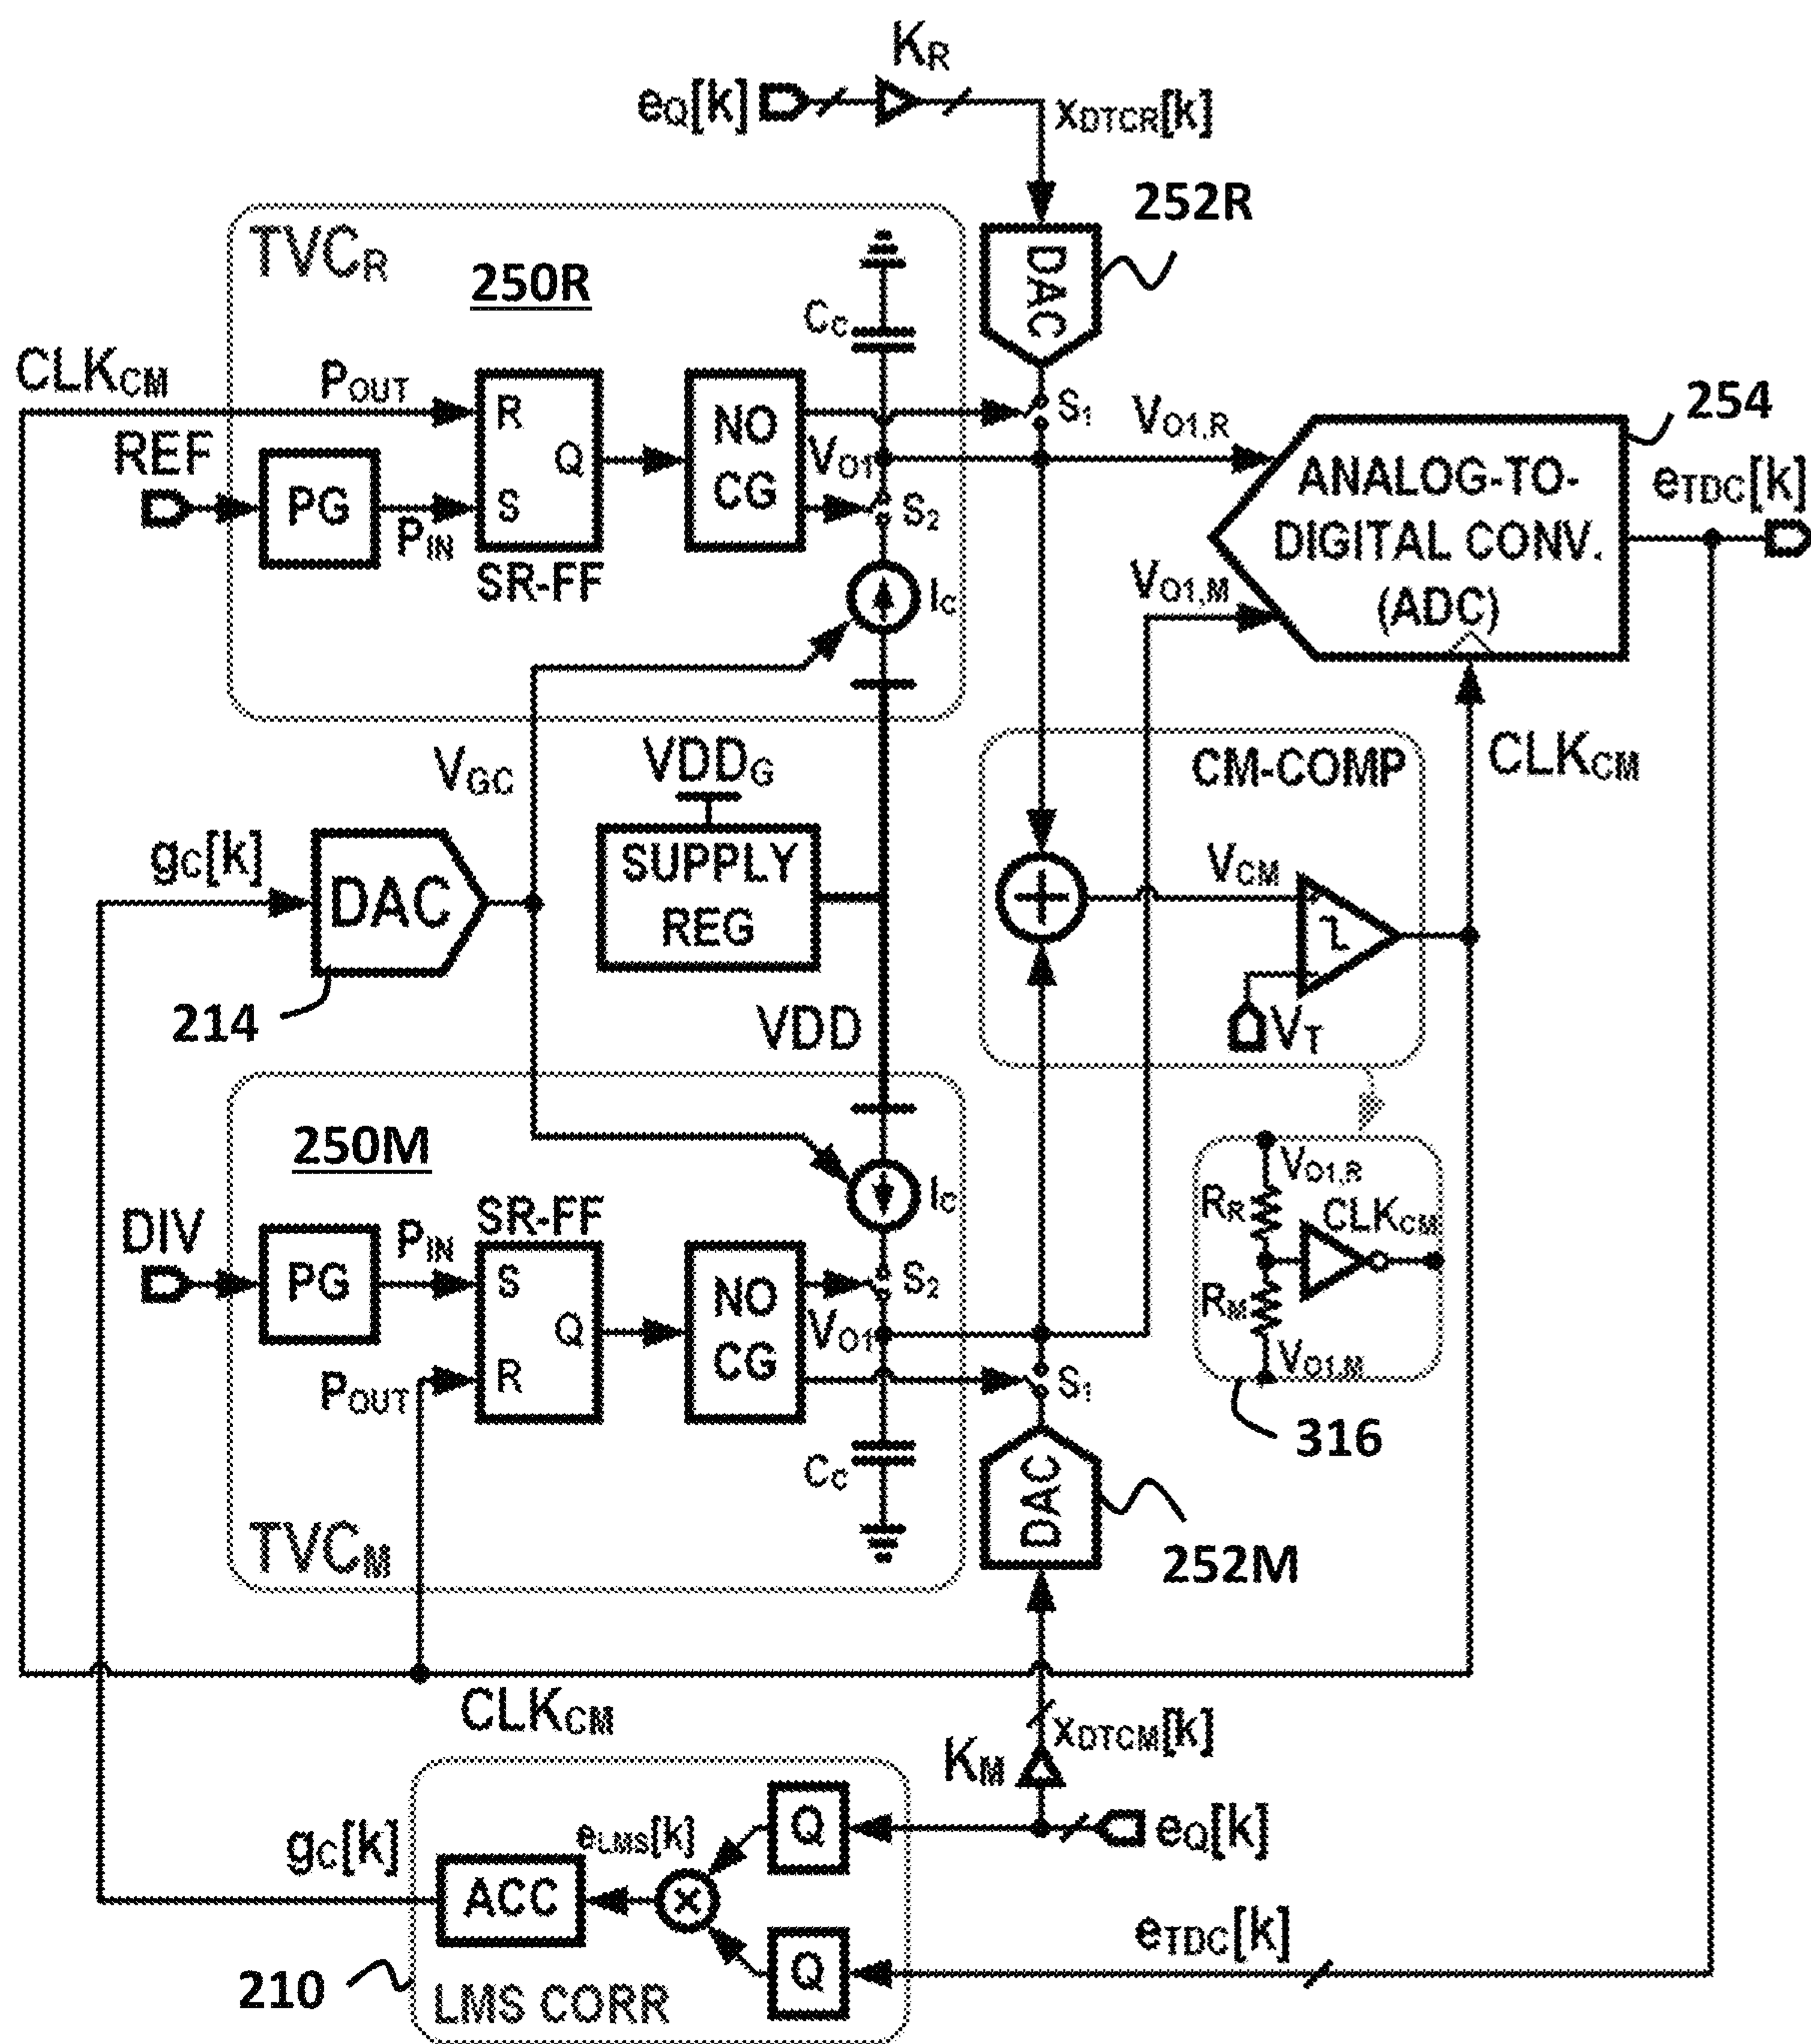 KR
eQ[k]
xDTCR[k]
252R
TVCR
250R
DAC
CC
CLKCM
POUT
R
NO
CG
S1
VO1,R
254
REF
PG
PIN
S
Q
VO1
S2
ANALOG-TO-
DIGITAL CONV.
(ADC)
eTDC[k]
SR-FF
IC
VO1,M
VGC
VDDG
CM-COMP
CLKCM
gC[k]
DAC
SUPPLY
REG
VCM
+
VT
214
VDD
250M
VO1,R
RR
CLKCM
RM
VO1,M
316
DIV
PG
PIN
SR-FF
S
Q
R
NO
CG
IC
S2
VO1
S1
POUT
CC
DAC
252M
TVCM
CLKCM
xDTCM[k]
KM
eQ[k]
gC[k]
ACC
eLMS[k]
×
Q
Q
eTDC[k]
210
LMS CORR